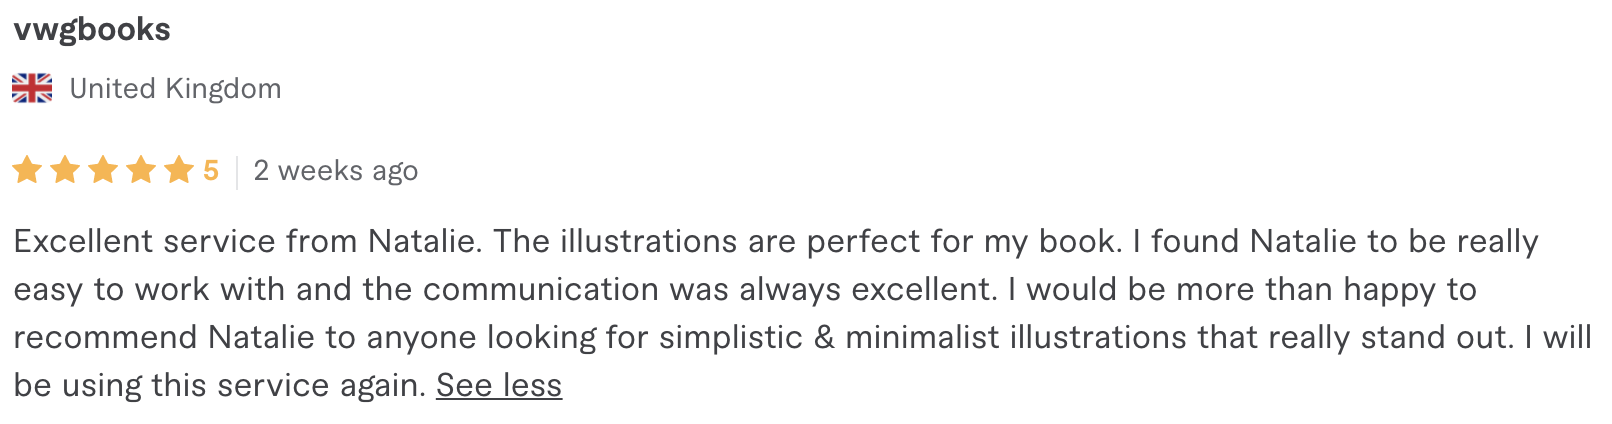 vwgbooks
United Kingdom
5 2 weeks ago
Excellent service from Natalie. The illustrations are perfect for my book. I found Natalie to be really
easy to work with and the communication was always excellent. I would be more than happy to
recommend Natalie to anyone looking for simplistic & minimalist illustrations that really stand out. I will
be using this service again. See less